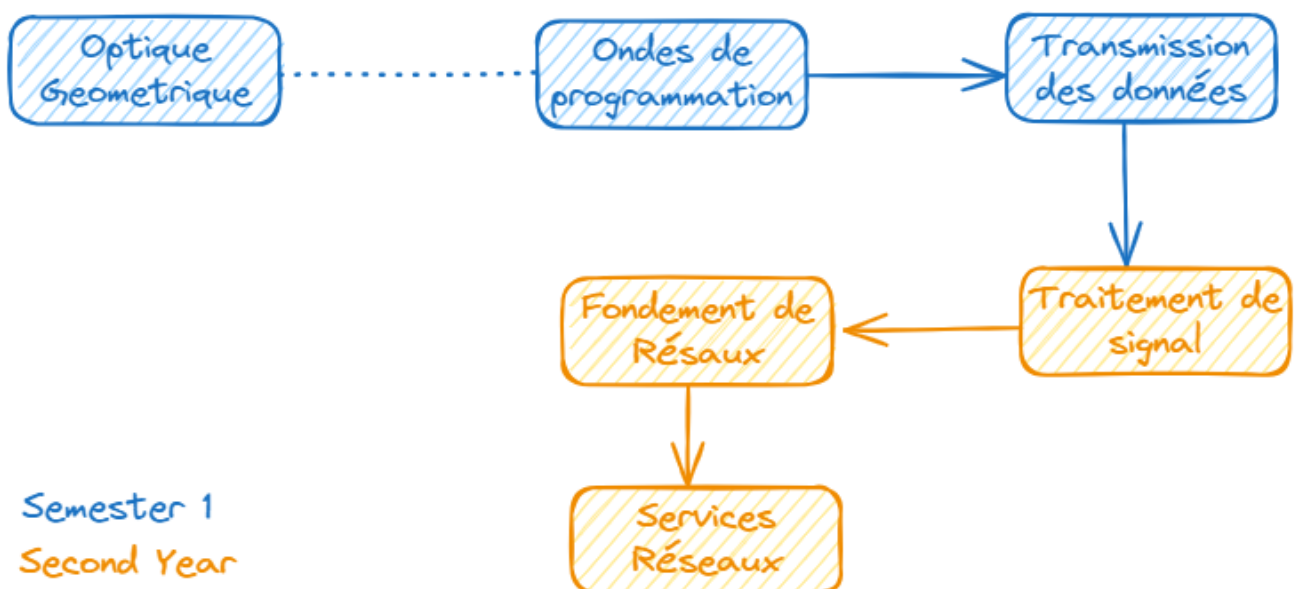 Optique
Geometrique
Ondes de
programmation
Transmission
des données
Fondement de
Résaux
Traitement de
signal
Services
Réseaux
Semester 1
Second Year